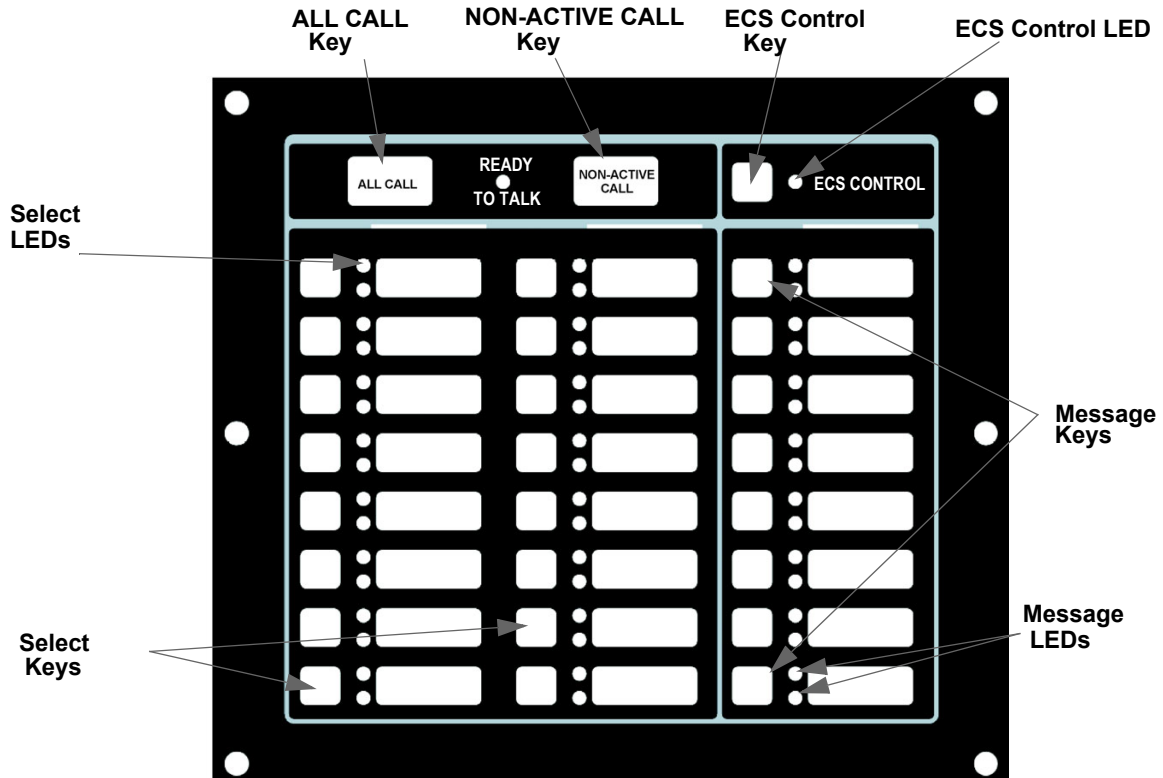 ALL CALL
Key
NON-ACTIVE CALL
Key
ECS Control
Key
ECS Control LED
ALL CALL
READY
TO TALK
NON-ACTIVE
CALL
ECS CONTROL
Select
LEDs
Message
Keys
Select
Keys
Message
LEDs